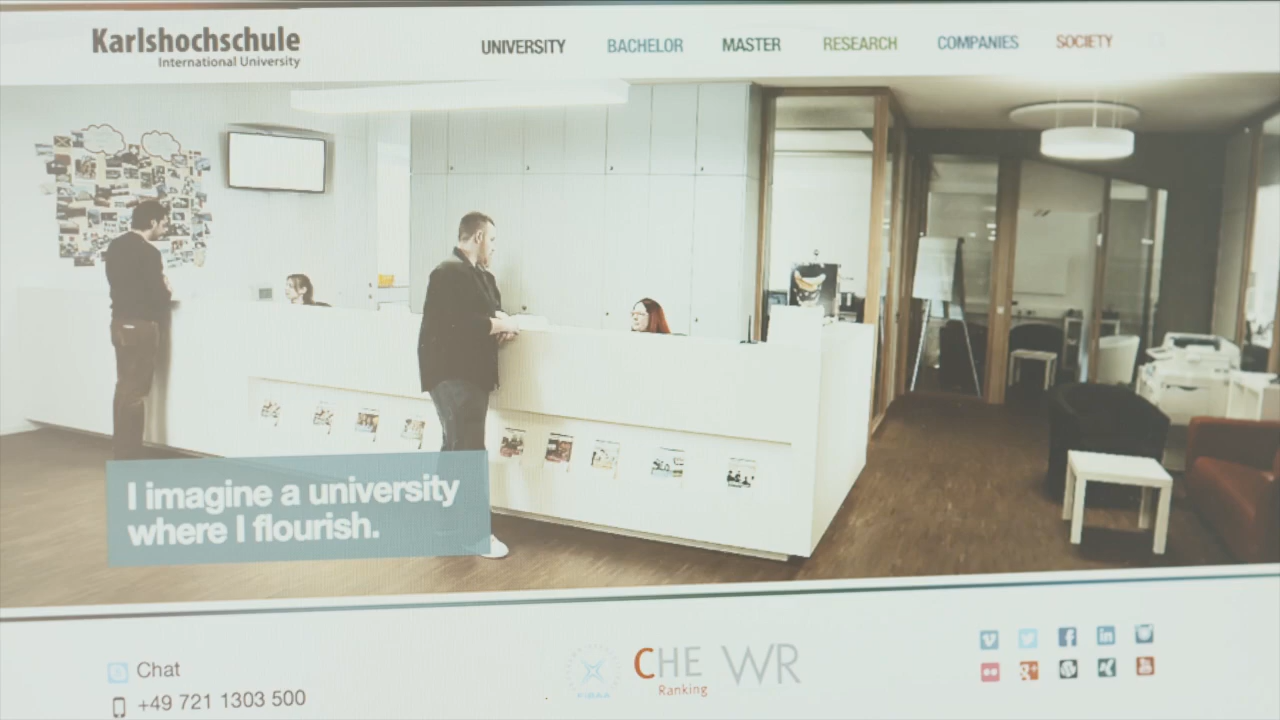 Karlshochschule
International University
UNIVERSITY BACHELOR MASTER RESEARCH COMPANIES SOCIETY
I imagine a university
where I flourish.
Chat
+49 721 1303 500
CHE WR
Ranking